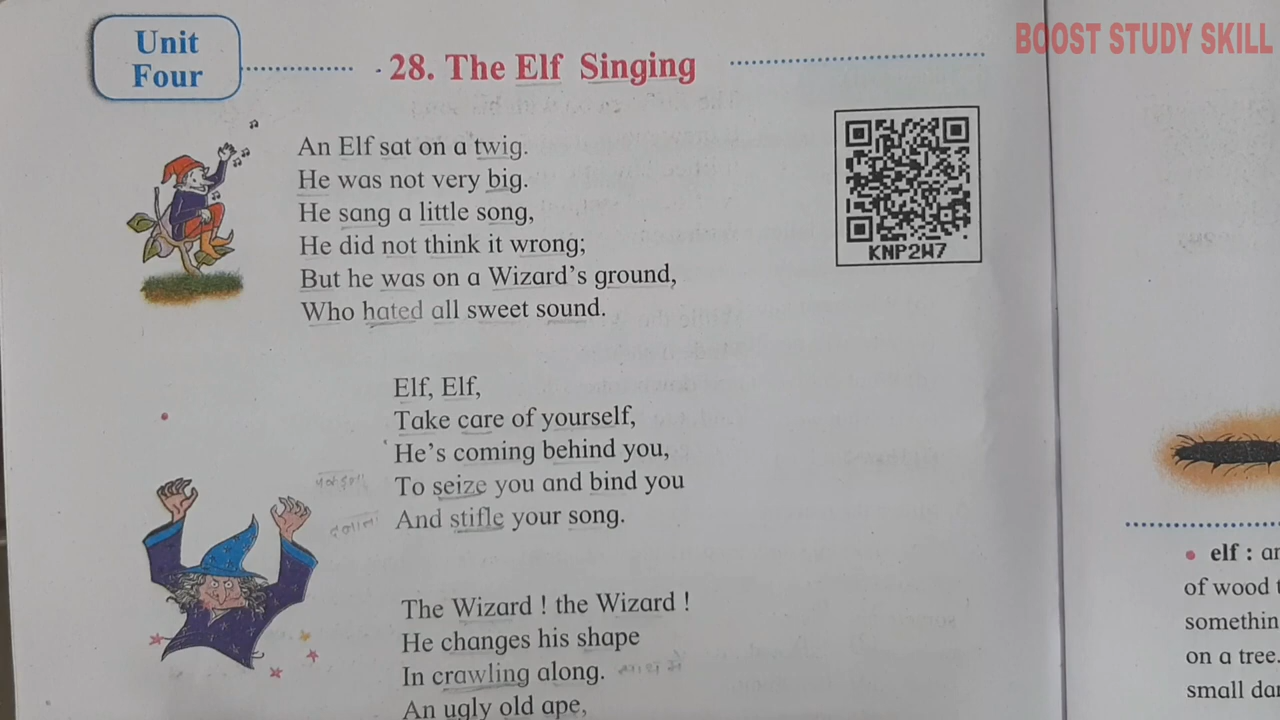 BOOST STUDY SKILL
Unit
Four
28. The Elf Singing
An Elf sat on a twig.
He was not very big.
He sang a little song,
He did not think it wrong;
But he was on a Wizard's ground,
Who hated all sweet sound.
KNP2W7
Elf, Elf,
Take care of yourself,
He's coming behind you,
To seize you and bind you
And stifle your song.
The Wizard ! the Wizard !
He changes his shape
In crawling along.
An ugly old ape,
• elf : an
of wood
somethin
on a tree.
small da